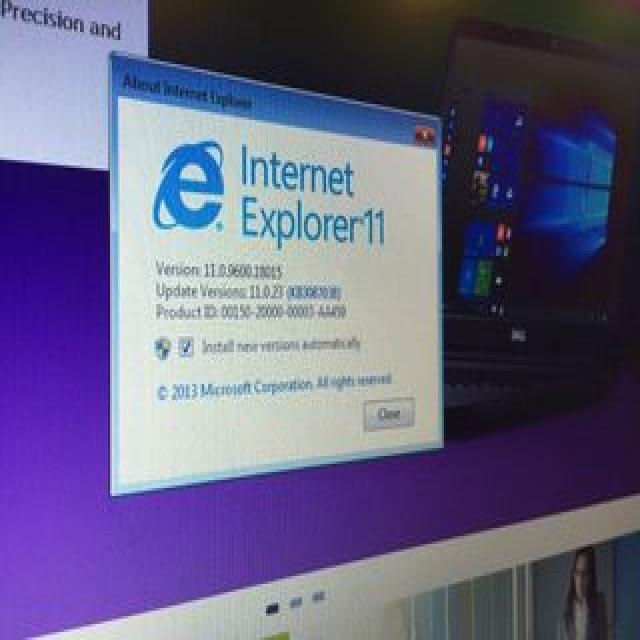 Precision and
About Internet Explorer
Internet
Explorer 11
Version: 11.0.9600.18015
Update Versions: 11.0.23
Product ID: 00150-20000-00003-AA459
Install new versions automatically
© 2013 Microsoft Corporation. All rights reserved.
Close
DELL